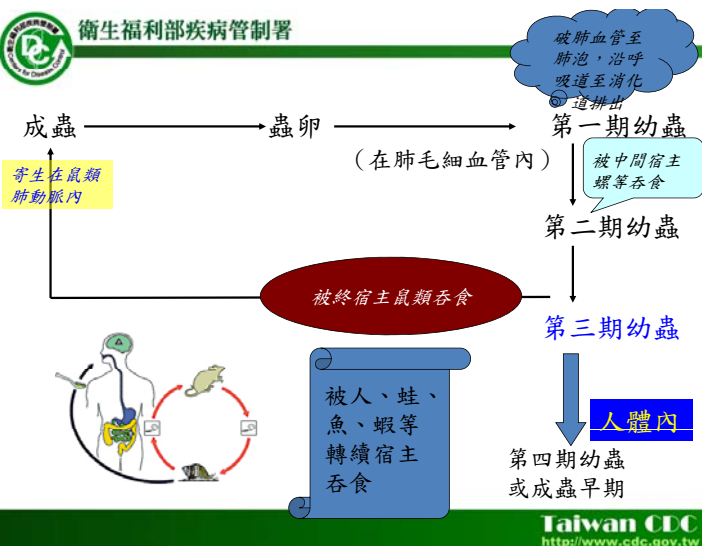 衛生福利部疾病管制署
破肺血管至
肺泡，沿呼
吸道至消化
道排出
成蟲
蟲卵
第一期幼蟲
（在肺毛細血管內）
寄生在鼠類
肺動脈內
被中間宿主
螺等吞食
第二期幼蟲
被終宿主鼠類吞食
第三期幼蟲
被人、蛙、
魚、蝦等
轉續宿主
吞食
人體內
第四期幼蟲
或成蟲早期
Taiwan CDC
http://www.cdc.gov.tw